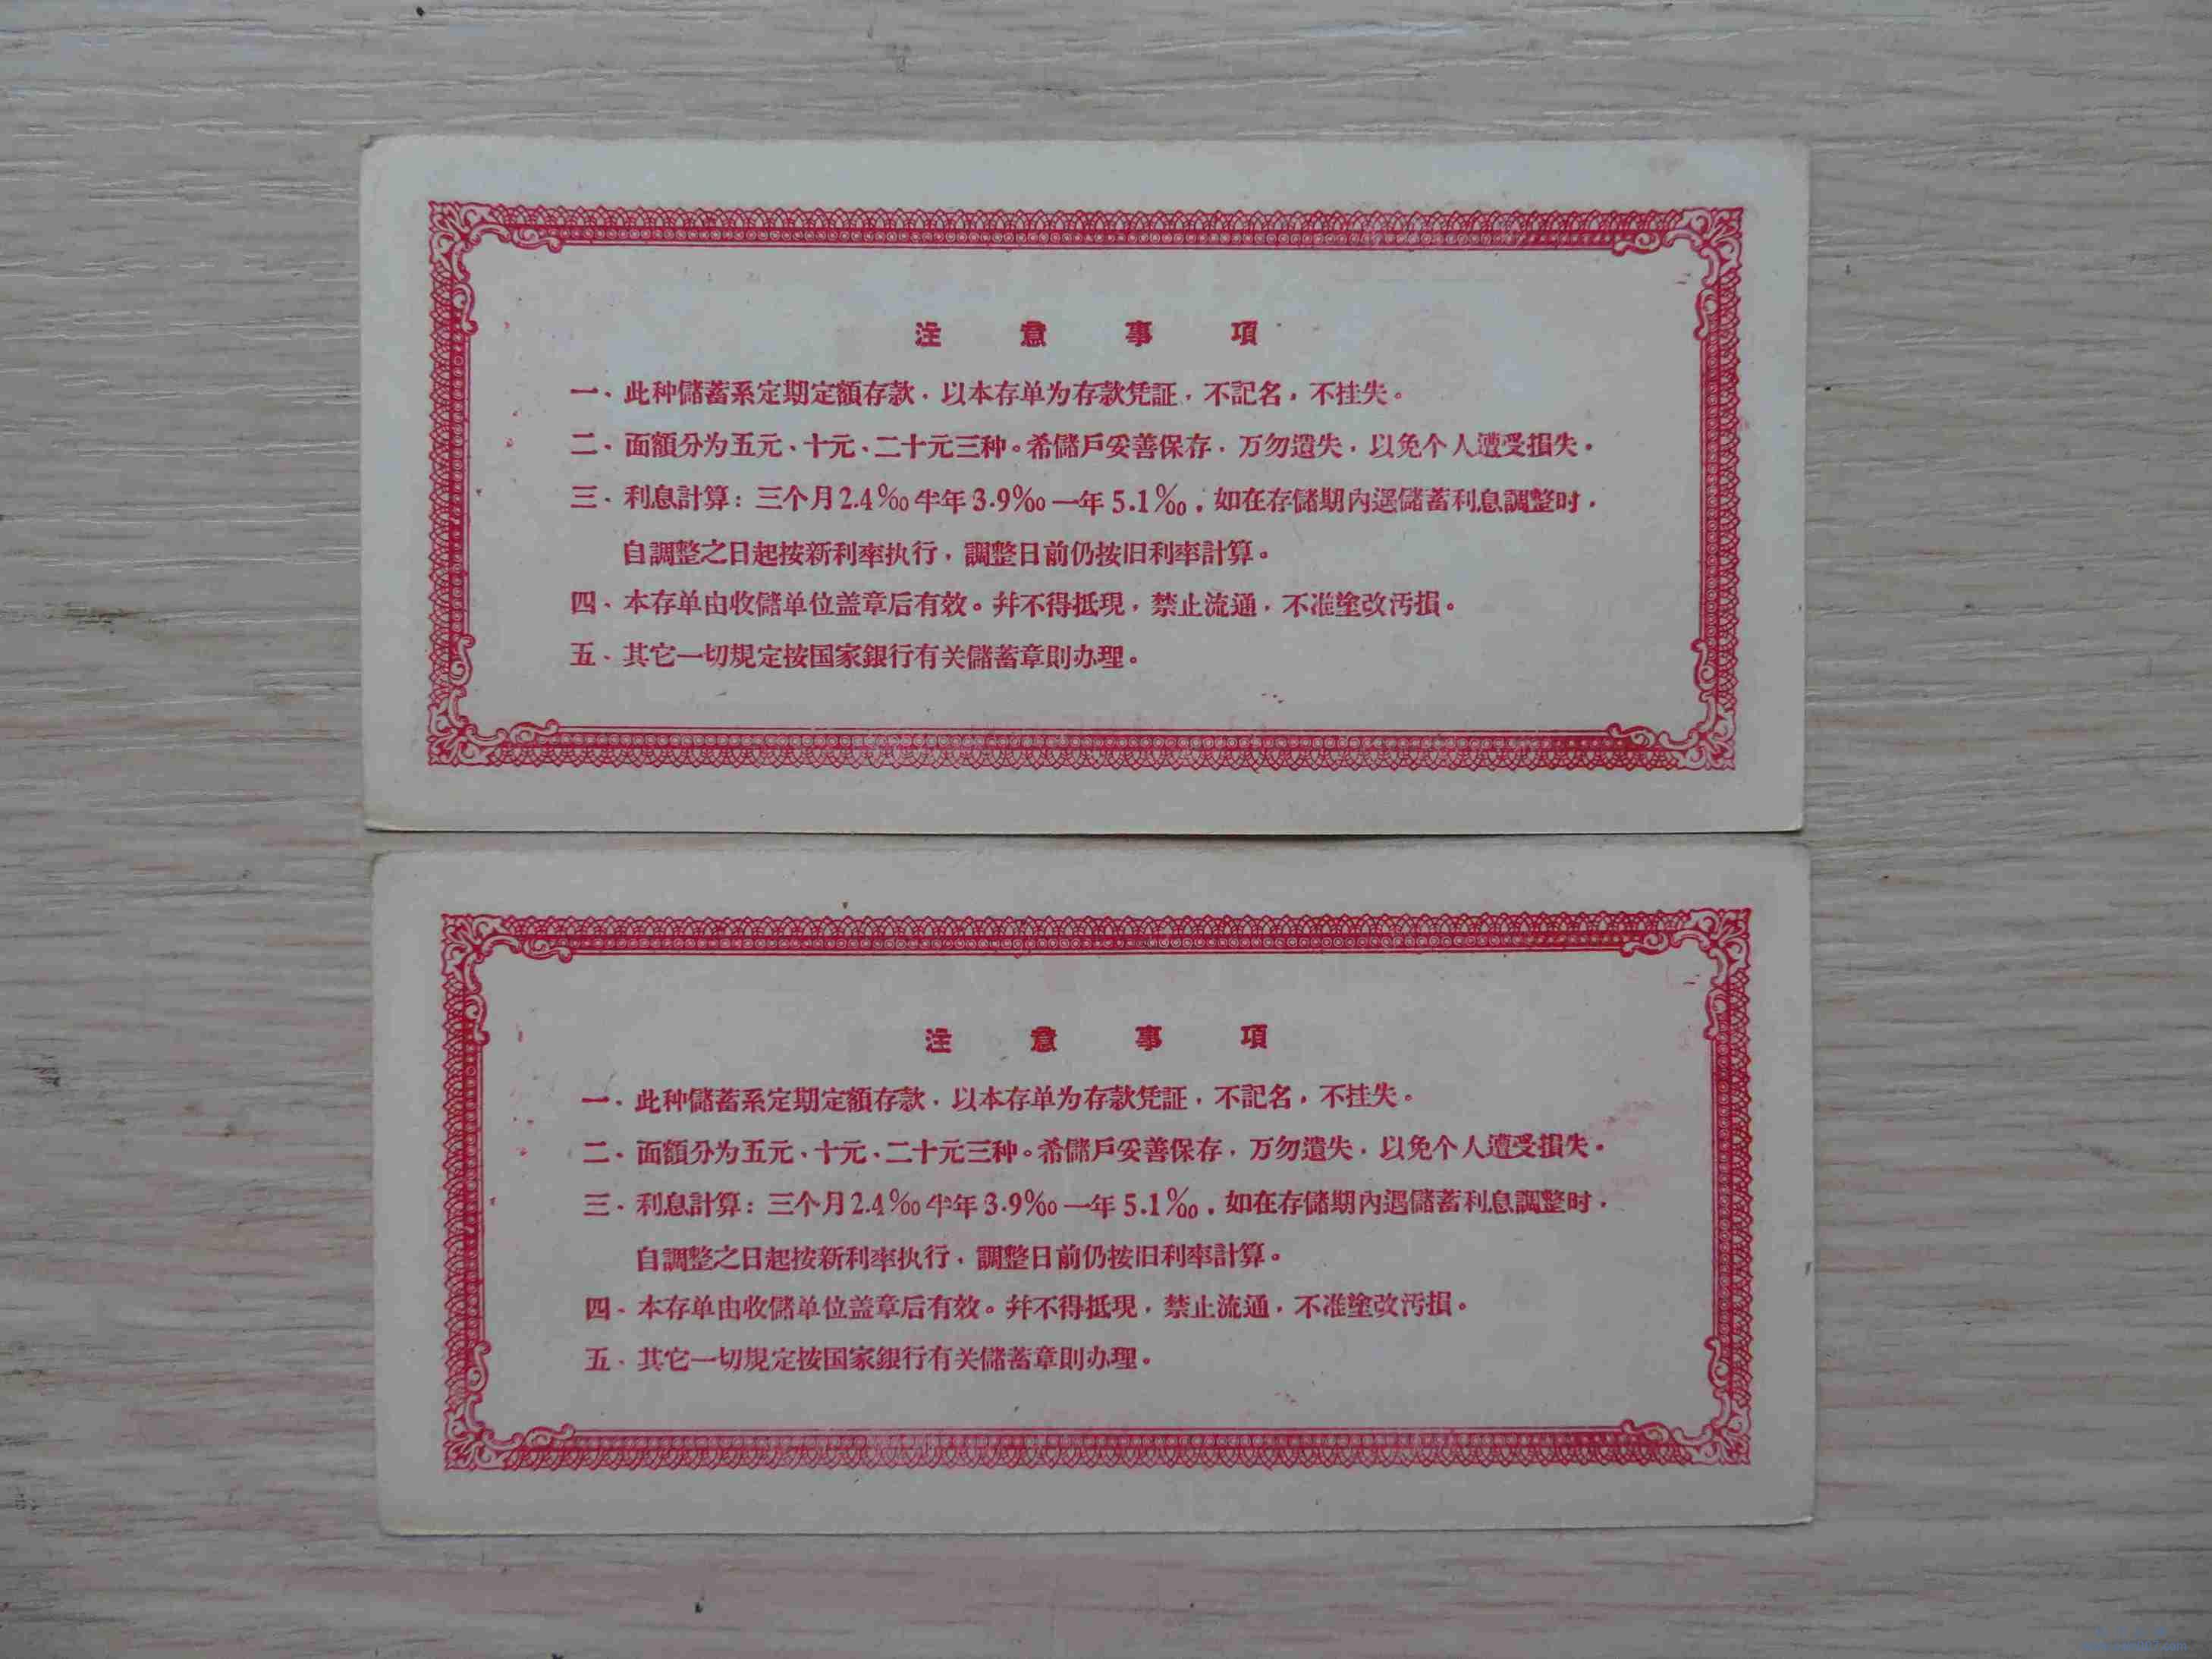 注意事項
一、此种儲蓄系定期定額存款，以本存单为存款凭証，不記名，不挂失。
二、面額分为五元、十元、二十元三种。希儲戶妥善保存，万勿遺失，以免个人遭受損失。
三、利息計算：三个月2.4‰半年3.9‰一年5.1‰，如在存儲期内遇儲蓄利息調整时，
自調整之日起按新利率执行，調整日前仍按旧利率計算。
四、本存单由收儲单位盖章后有效。幷不得抵現，禁止流通，不准塗改汚損。
五、其它一切規定按国家銀行有关儲蓄章則办理。
注意事項
一、此种儲蓄系定期定額存款，以本存单为存款凭証，不記名，不挂失。
二、面額分为五元、十元、二十元三种。希儲戶妥善保存，万勿遺失，以免个人遭受損失。
三、利息計算：三个月2.4‰半年3.9‰一年5.1‰，如在存儲期内遇儲蓄利息調整时，
自調整之日起按新利率执行，調整日前仍按旧利率計算。
四、本存单由收儲单位盖章后有效。幷不得抵現，禁止流通，不准塗改汚損。
五、其它一切規定按国家銀行有关儲蓄章則办理。